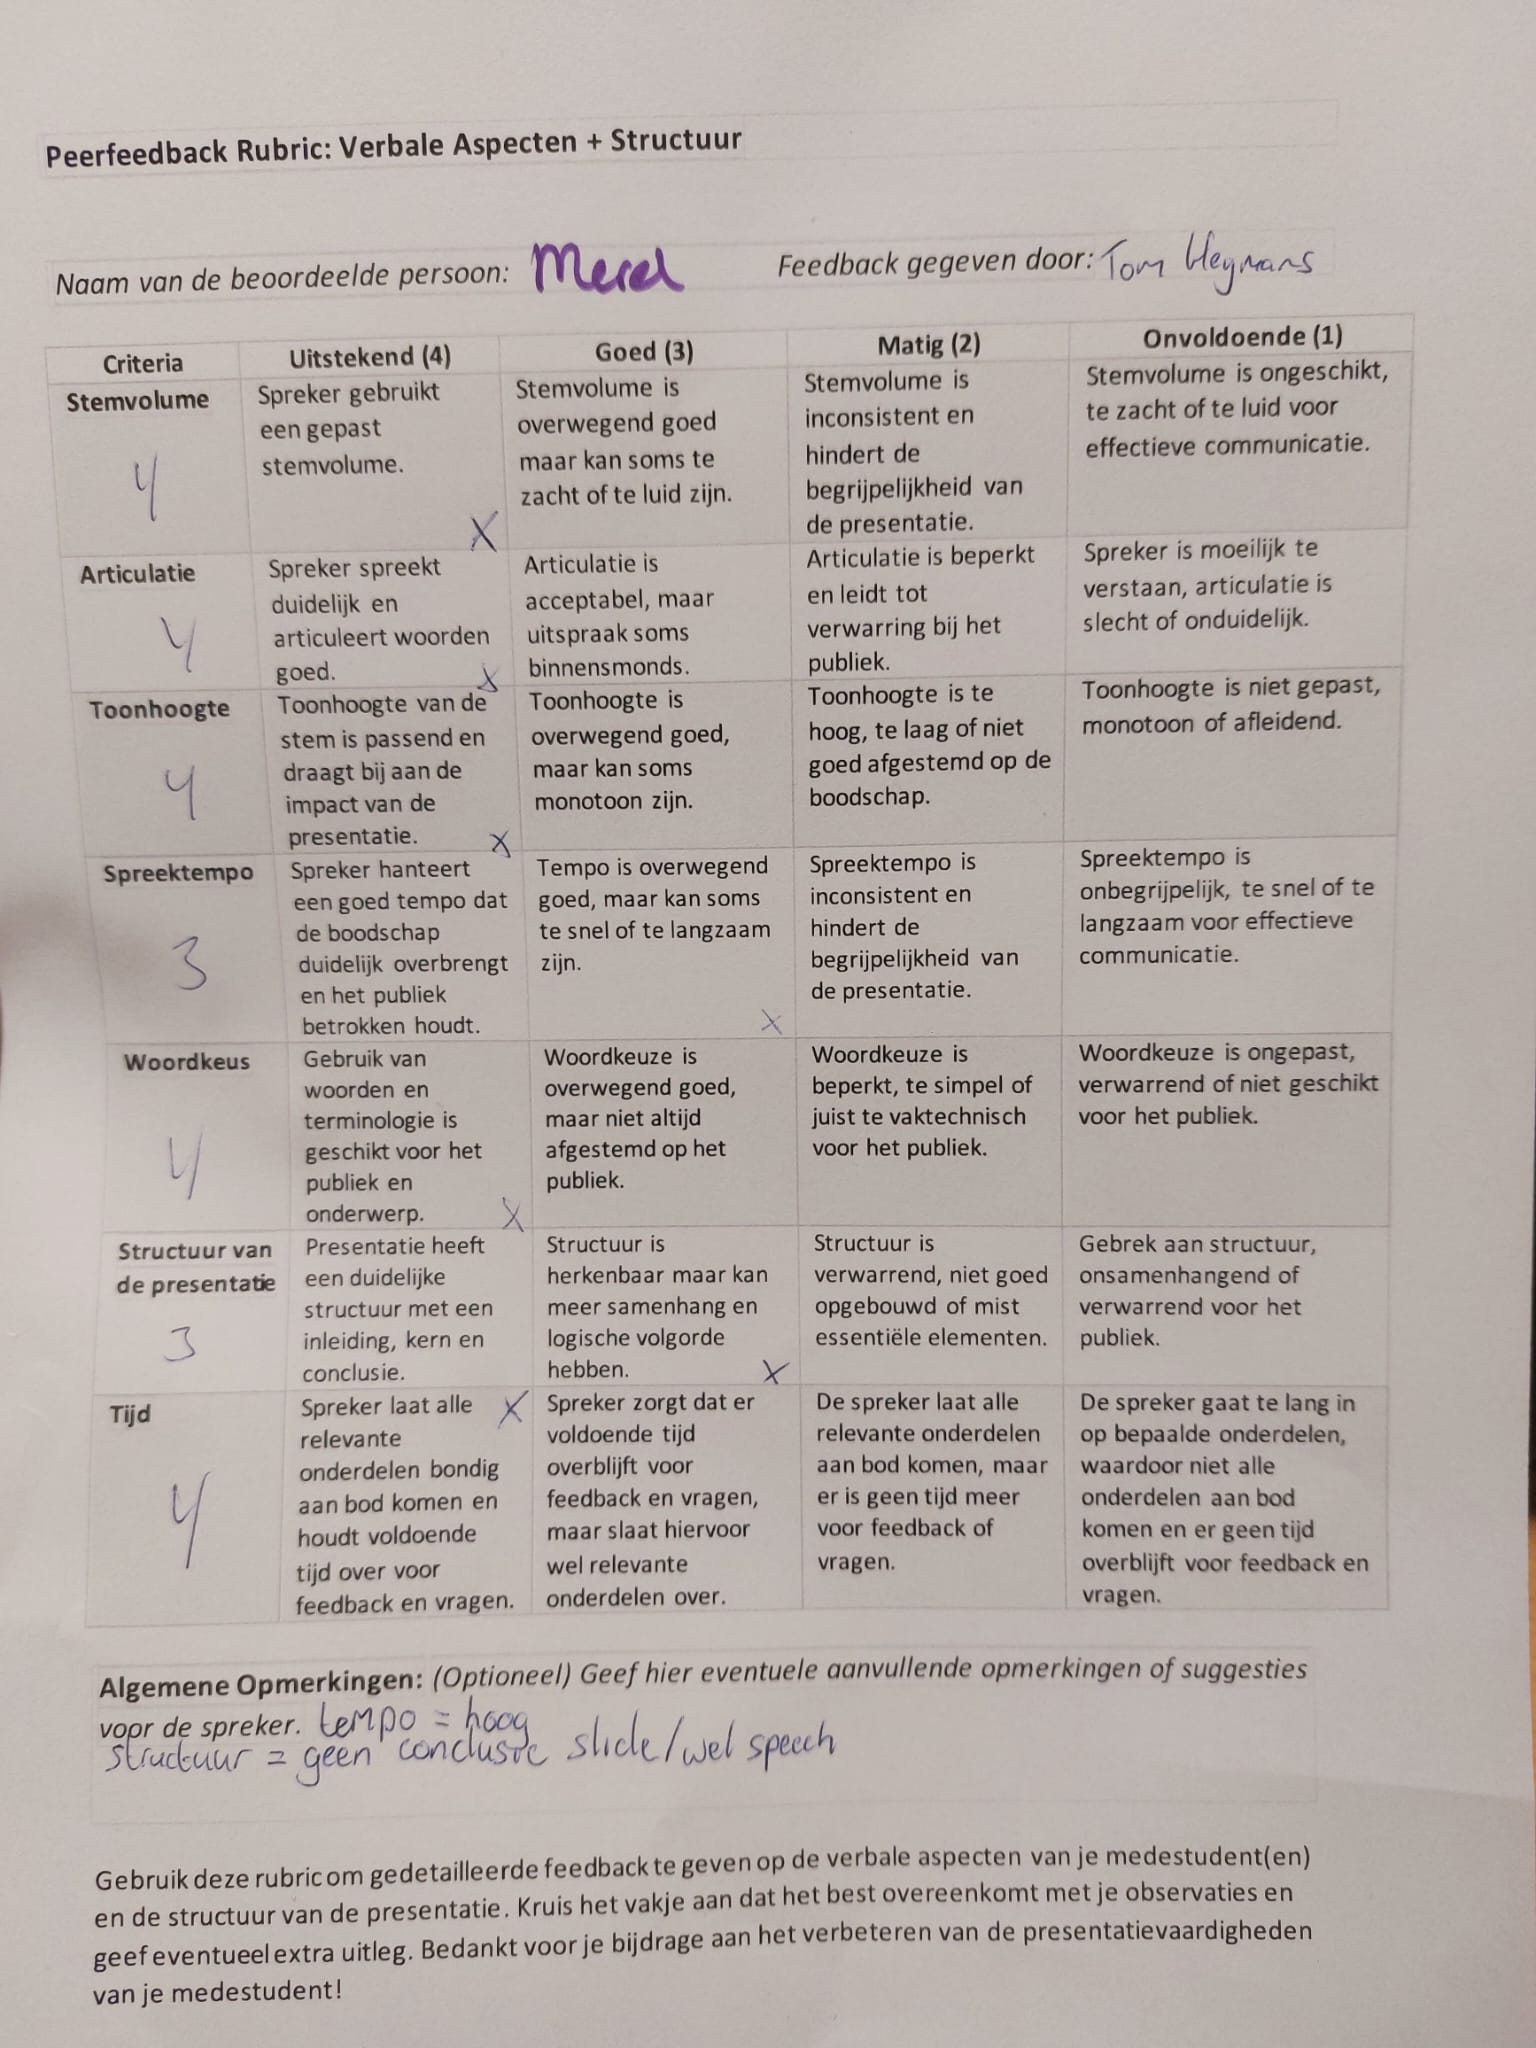 Peerfeedback Rubric: Verbale Aspecten + Structuur
Naam van de beoordeelde persoon: Merel
Feedback gegeven door: Tom Heymans
Criteria
Uitstekend (4)
Goed (3)
Matig (2)
Onvoldoende (1)
Stemvolume
4
Spreker gebruikt
een gepast
stemvolume.
X
Stemvolume is
overwegend goed
maar kan soms te
zacht of te luid zijn.
Stemvolume is
inconsistent en
hindert de
begrijpelijkheid van
de presentatie.
Stemvolume is ongeschikt,
te zacht of te luid voor
effectieve communicatie.
Articulatie
4
Spreker spreekt
duidelijk en
articuleert woorden
goed.
X
Articulatie is
acceptabel, maar
uitspraak soms
binnensmonds.
Articulatie is beperkt
en leidt tot
verwarring bij het
publiek.
Spreker is moeilijk te
verstaan, articulatie is
slecht of onduidelijk.
Toonhoogte
4
Toonhoogte van de
stem is passend en
draagt bij aan de
impact van de
presentatie.
X
Toonhoogte is
overwegend goed,
maar kan soms
monotoon zijn.
Toonhoogte is te
hoog, te laag of niet
goed afgestemd op de
boodschap.
Toonhoogte is niet gepast,
monotoon of afleidend.
Spreektempo
3
Spreker hanteert
een goed tempo dat
de boodschap
duidelijk overbrengt
en het publiek
betrokken houdt.
Tempo is overwegend
goed, maar kan soms
te snel of te langzaam
zijn.
X
Spreektempo is
inconsistent en
hindert de
begrijpelijkheid van
de presentatie.
Spreektempo is
onbegrijpelijk, te snel of te
langzaam voor effectieve
communicatie.
Woordkeus
4
Gebruik van
woorden en
terminologie is
geschikt voor het
publiek en
onderwerp.
X
Woordkeuze is
overwegend goed,
maar niet altijd
afgestemd op het
publiek.
Woordkeuze is
beperkt, te simpel of
juist te vaktechnisch
voor het publiek.
Woordkeuze is ongepast,
verwarrend of niet geschikt
voor het publiek.
Structuur van
de presentatie
3
Presentatie heeft
een duidelijke
structuur met een
inleiding, kern en
conclusie.
Structuur is
herkenbaar maar kan
meer samenhang en
logische volgorde
hebben.
X
Structuur is
verwarrend, niet goed
opgebouwd of mist
essentiële elementen.
Gebrek aan structuur,
onsamenhangend of
verwarrend voor het
publiek.
Tijd
4
Spreker laat alle
X
relevante
onderdelen bondig
aan bod komen en
houdt voldoende
tijd over voor
feedback en vragen.
Spreker zorgt dat er
voldoende tijd
overblijft voor
feedback en vragen,
maar slaat hiervoor
wel relevante
onderdelen over.
De spreker laat alle
relevante onderdelen
aan bod komen, maar
er is geen tijd meer
voor feedback of
vragen.
De spreker gaat te lang in
op bepaalde onderdelen,
waardoor niet alle
onderdelen aan bod
komen en er geen tijd
overblijft voor feedback en
vragen.
Algemene Opmerkingen: (Optioneel) Geef hier eventuele aanvullende opmerkingen of suggesties
voor de spreker. tempo = hoog
structuur = geen conclusie slide/wel speech
Gebruik deze rubric om gedetailleerde feedback te geven op de verbale aspecten van je medestudent(en)
en de structuur van de presentatie. Kruis het vakje aan dat het best overeenkomt met je observaties en
geef eventueel extra uitleg. Bedankt voor je bijdrage aan het verbeteren van de presentatievaardigheden
van je medestudent!